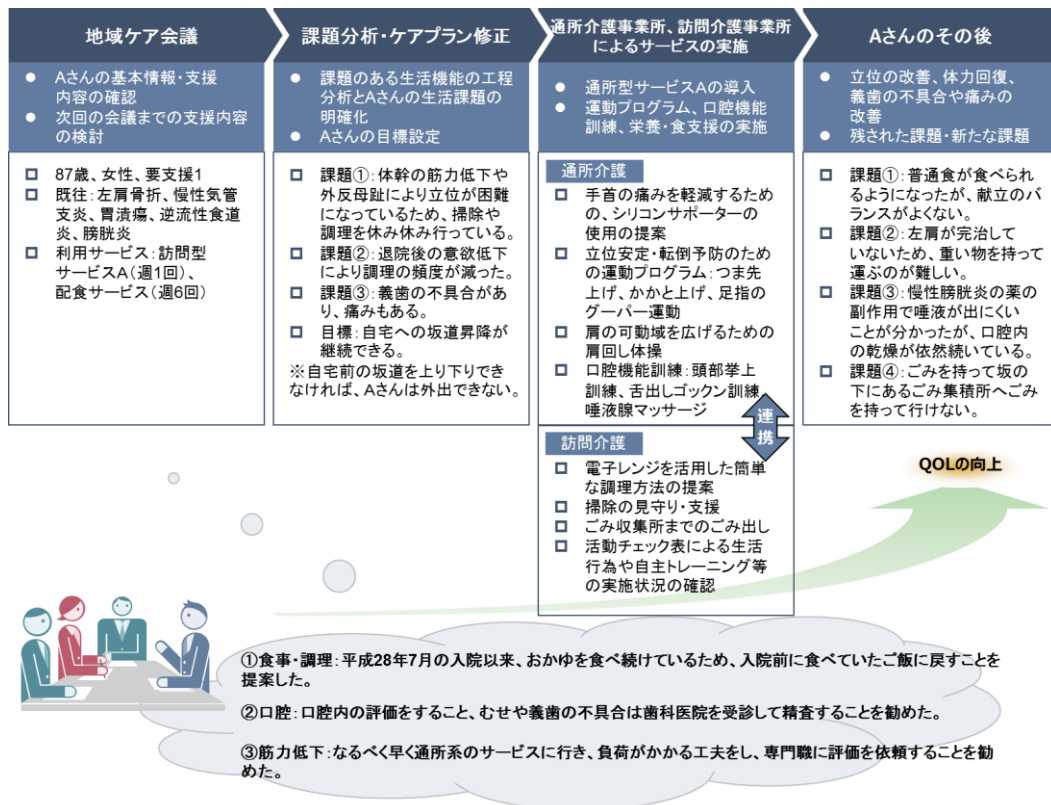 地域ケア会議
● Aさんの基本情報・支援
内容の確認
● 次回の会議までの支援内容
の検討
□ 87歳、女性、要支援1
□ 既往:左肩骨折、慢性気管
支炎、胃潰瘍、逆流性食道
炎、膀胱炎
□ 利用サービス:訪問型
サービスA(週1回)、
配食サービス(週6回)
課題分析・ケアプラン修正
● 課題のある生活機能の工程
分析とAさんの生活課題の
明確化
● Aさんの目標設定
□ 課題①:体幹の筋力低下や
外反母趾により立位が困難
になっているため、掃除や
調理を休み休み行っている。
□ 課題②:退院後の意欲低下
により調理の頻度が減った。
□ 課題③:義歯の不具合があ
り、痛みもある。
□ 目標:自宅への坂道昇降が
継続できる。
※自宅前の坂道を上り下りで
きなければ、Aさんは外出できない。
通所介護事業所、訪問介護事業所
によるサービスの実施
● 通所型サービスAの導入
● 運動プログラム、口腔機能
訓練、栄養・食支援の実施
通所介護
□ 手首の痛みを軽減するため
の、シリコンサポーターの
使用の提案
□ 立位安定・転倒予防のため
の運動プログラム:つま先
上げ、かかと上げ、足指の
グーパー運動
□ 肩の可動域を広げるための
肩回し体操
□ 口腔機能訓練:頭部挙上
訓練、舌出しゴックン訓練、
唾液腺マッサージ
連
携
訪問介護
□ 電子レンジを活用した簡単
な調理方法の提案
□ 掃除の見守り・支援
□ ごみ収集所までのごみ出し
□ 活動チェック表による生活
行為や自主トレーニング等
の実施状況の確認
Aさんのその後
● 立位の改善、体力回復、
義歯の不具合や痛みの
改善
● 残された課題・新たな課題
□ 課題①:普通食が食べられ
るようになったが、献立のバ
ランスがよくない。
□ 課題②:左肩が完治して
いないため、重い物を持って
運ぶのが難しい。
□ 課題③:慢性膀胱炎の薬の
副作用で唾液が出にくい
ことが分かったが、口腔内
の乾燥が依然続いている。
□ 課題④:ごみを持って坂の
下にあるごみ集積所へごみ
を持って行けない。
QOLの向上
①食事・調理:平成28年7月の入院以来、おかゆを食べ続けているため、入院前に食べていたご飯に戻すことを
提案した。
②口腔:口腔内の評価をすること、むせや義歯の不具合は歯科医院を受診して精査することを勧めた。
③筋力低下:なるべく早く通所系のサービスに行き、負荷がかかる工夫をし、専門職に評価を依頼することを勧
めた。